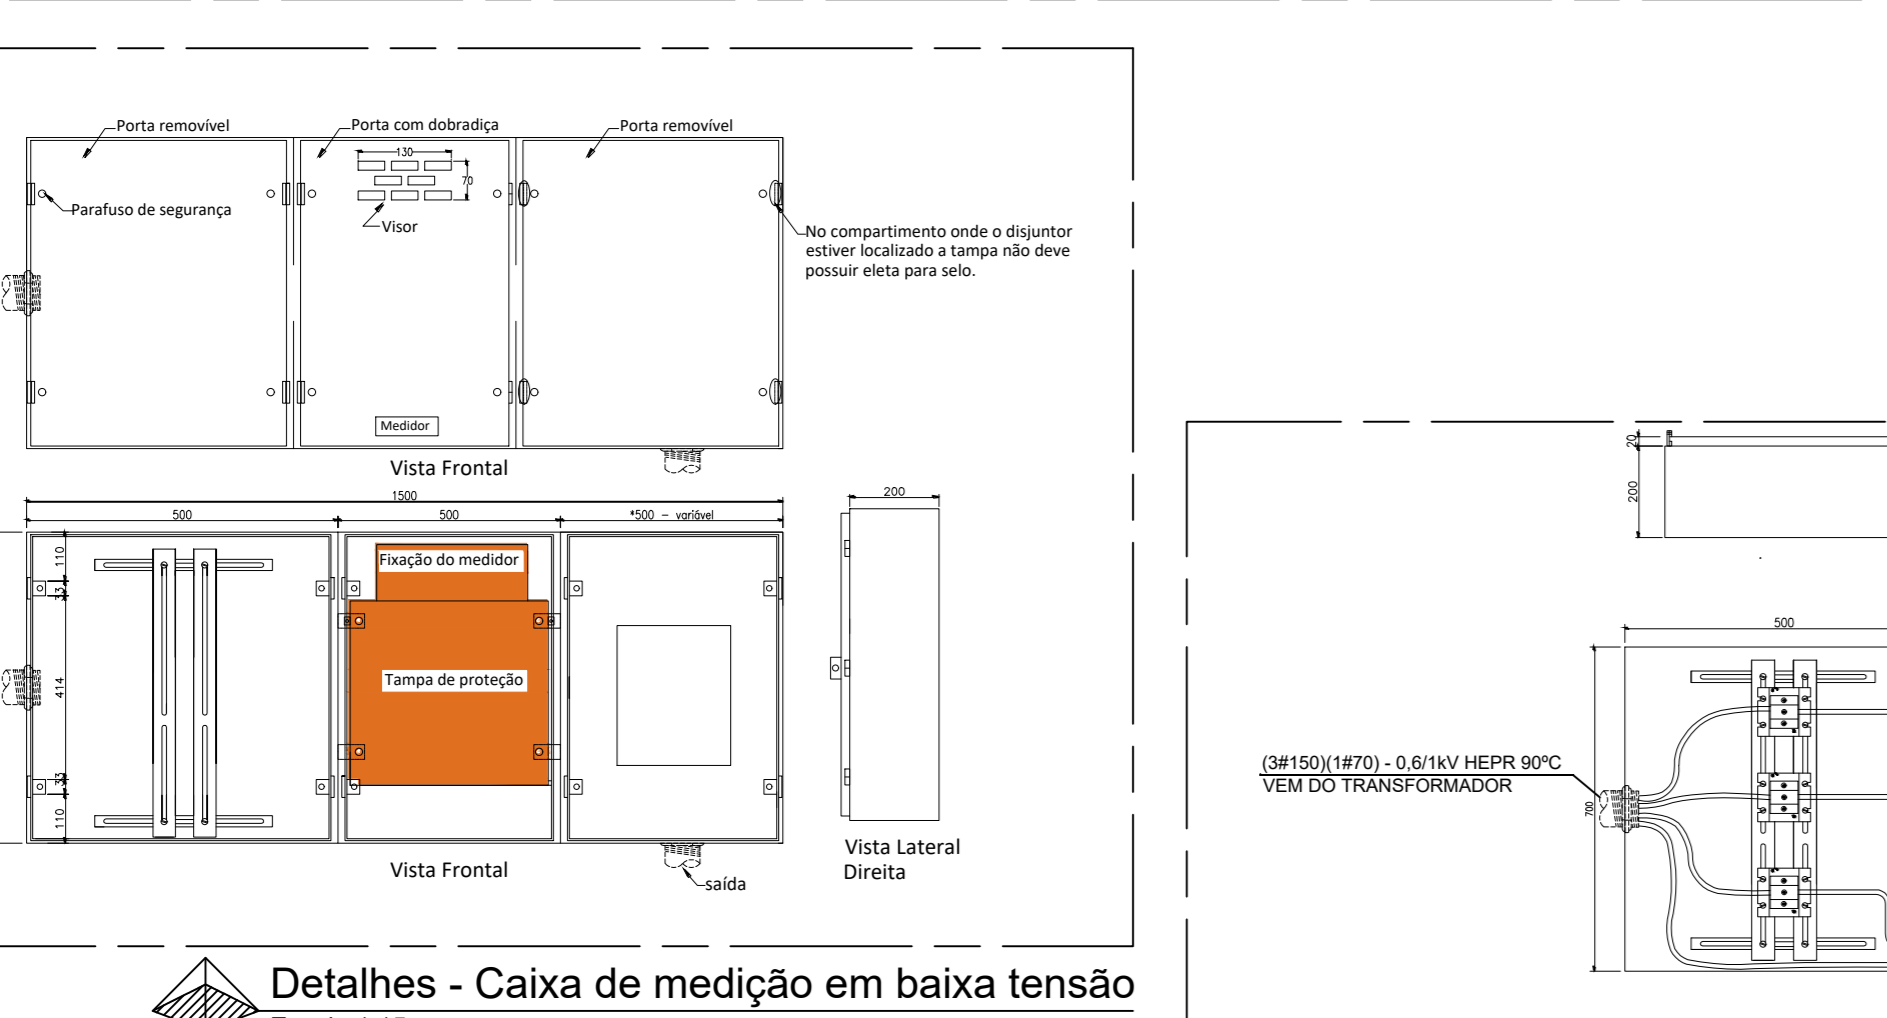 Porta removível
Porta com dobradiça
Porta removível
130
70
Parafuso de segurança
Visor
No compartimento onde o disjuntor
estiver localizado a tampa não deve
possuir eleta para selo.
Medidor
Vista Frontal
1500
500
500
*500 - variável
200
110
33
414
33
110
Fixação do medidor
Tampa de proteção
Vista Frontal
saída
Vista Lateral
Direita
Detalhes - Caixa de medição em baixa tensão
20
200
500
700
(3#150)(1#70) - 0,6/1kV HEPR 90ºC
VEM DO TRANSFORMADOR